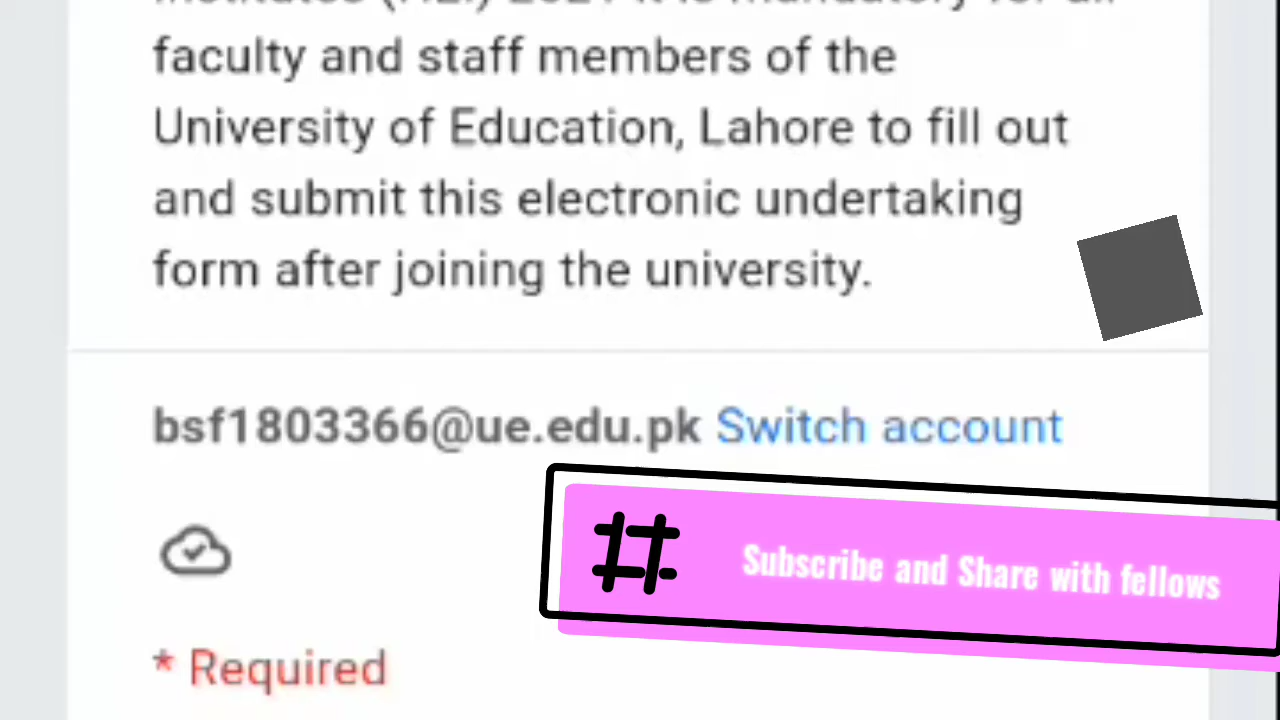 faculty and staff members of the
University of Education, Lahore to fill out
and submit this electronic undertaking
form after joining the university.
bsf1803366@ue.edu.pk Switch account
Subscribe and Share with fellows
* Required